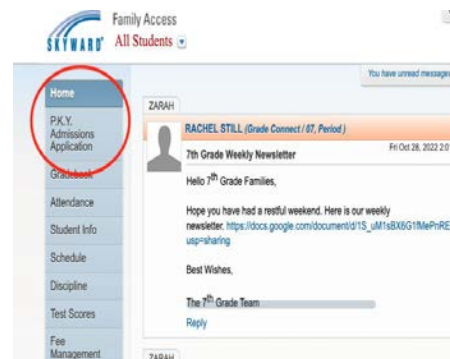 SKYWARD
Family Access
All Students
You have unread messages
Home
P.K.Y.
Admissions
Application
Gradebook
Attendance
Student Info
Schedule
Discipline
Test Scores
Fee
Management
ZARAH
RACHEL STILL (Grade Connect / 07, Period )
7th Grade Weekly Newsletter
Fri Oct 28, 2022 2:0
Hello 7th Grade Families,
Hope you have had a restful weekend. Here is our weekly
newsletter. https://docs.google.com/document/d/1S_uM1sBX6G1fMePnRE
usp=sharing
Best Wishes,
The 7th Grade Team
Reply
ZARAH